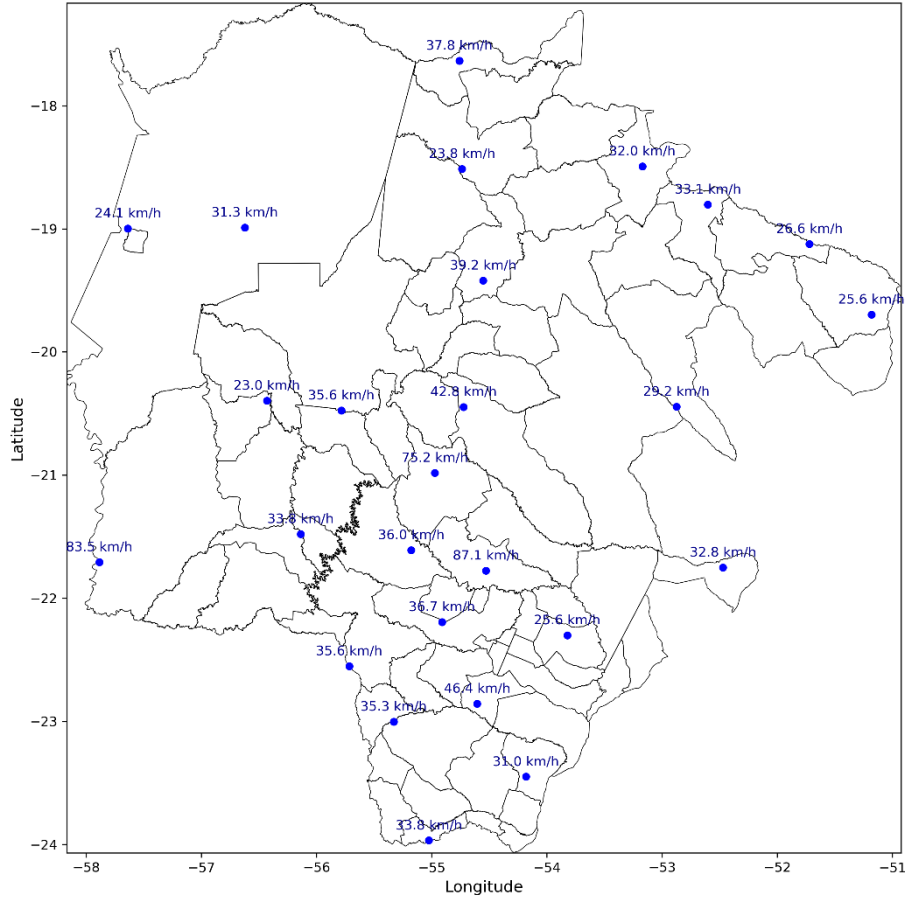 37.8 km/h
−18
23.8 km/h
32.0 km/h
33.1 km/h
24.1 km/h
31.3 km/h
−19
26.6 km/h
39.2 km/h
25.6 km/h
−20
23.0 km/h
35.6 km/h
42.8 km/h
29.2 km/h
Latitude
75.2 km/h
−21
33.8 km/h
36.0 km/h
83.5 km/h
87.1 km/h
32.8 km/h
−22
36.7 km/h
25.6 km/h
35.6 km/h
46.4 km/h
35.3 km/h
−23
31.0 km/h
33.8 km/h
−24
−58 −57 −56 −55 −54 −53 −52 −51
Longitude